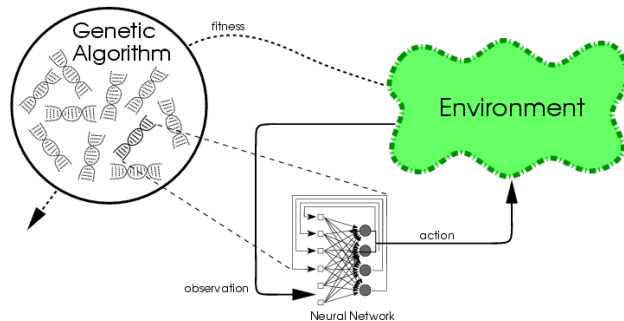 Genetic
Algorithm
fitness
Environment
action
observation
Neural Network